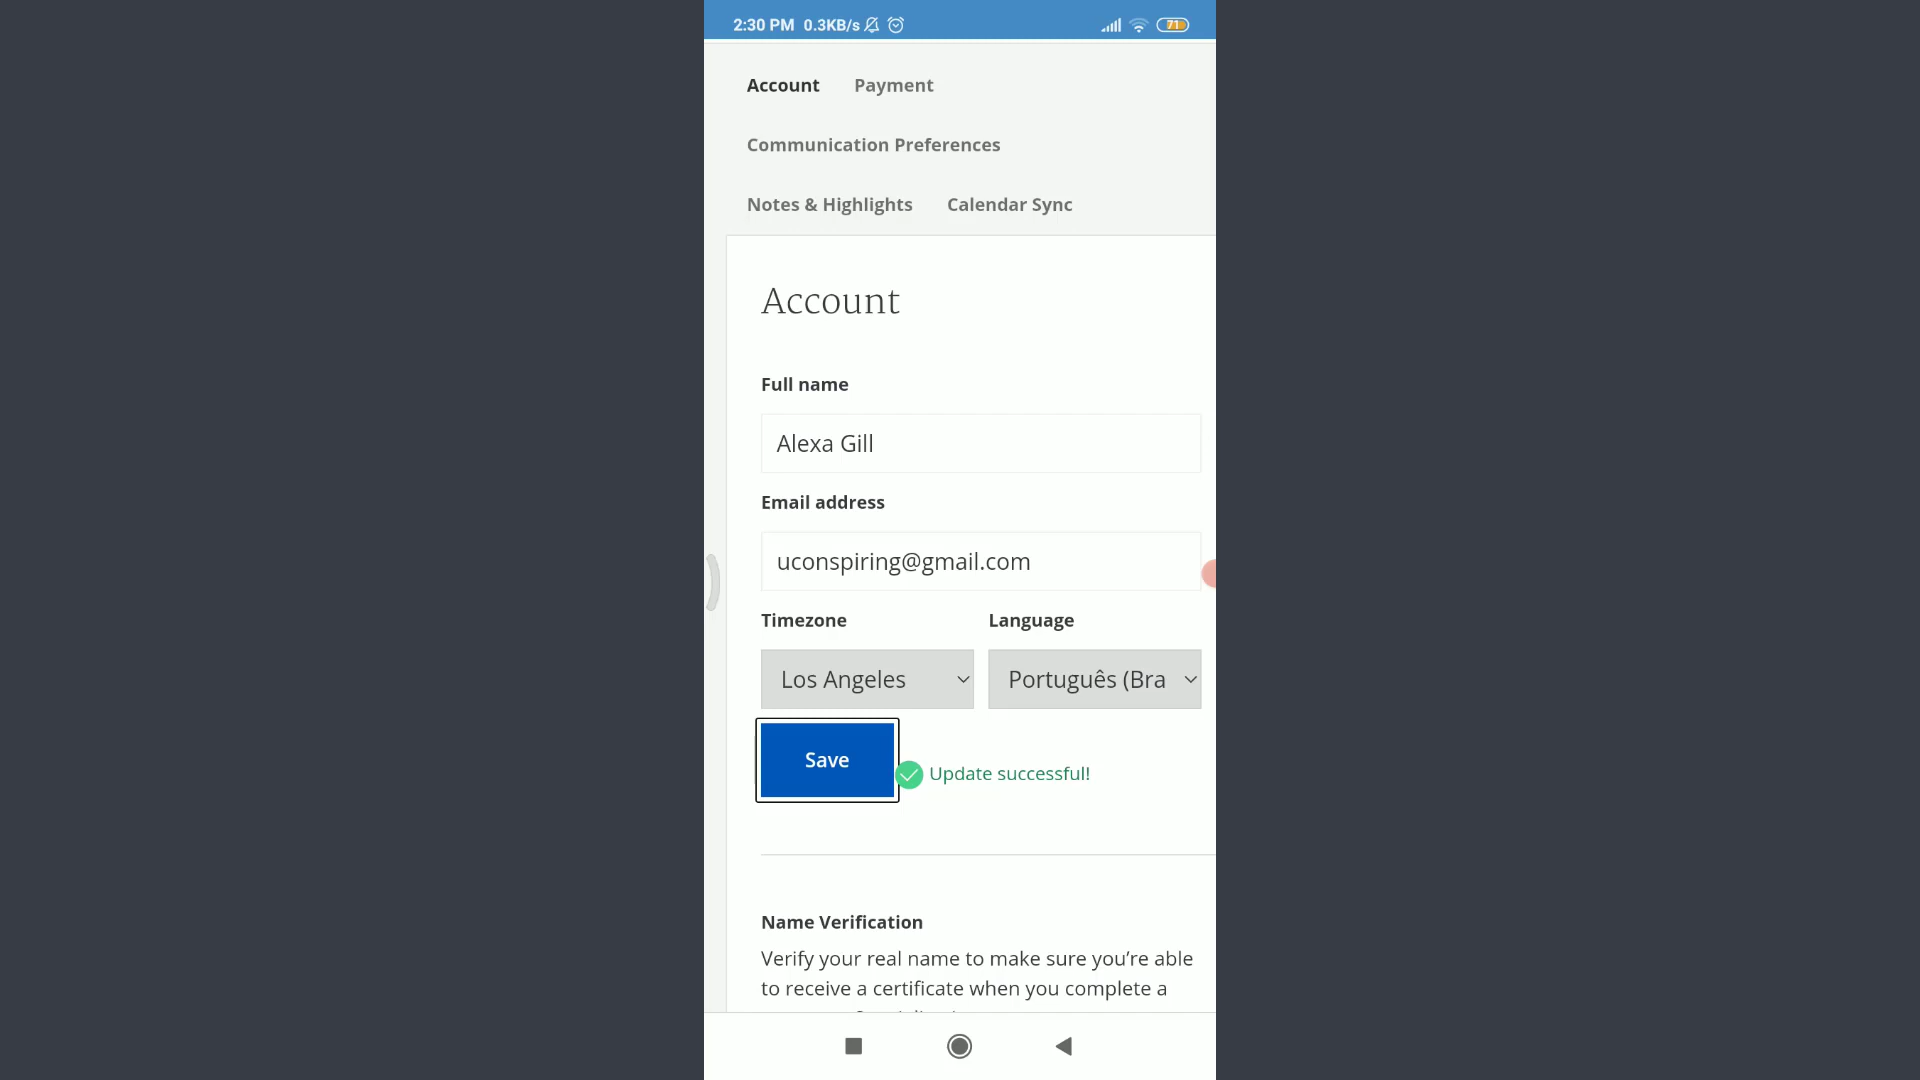 2:30 PM 0.3KB/s
71
Account Payment
Communication Preferences
Notes & Highlights Calendar Sync
Account
Full name
Alexa Gill
Email address
uconspiring@gmail.com
Timezone Language
Los Angeles Português (Bra
Save
Update successful!
Name Verification
Verify your real name to make sure you’re able
to receive a certificate when you complete a